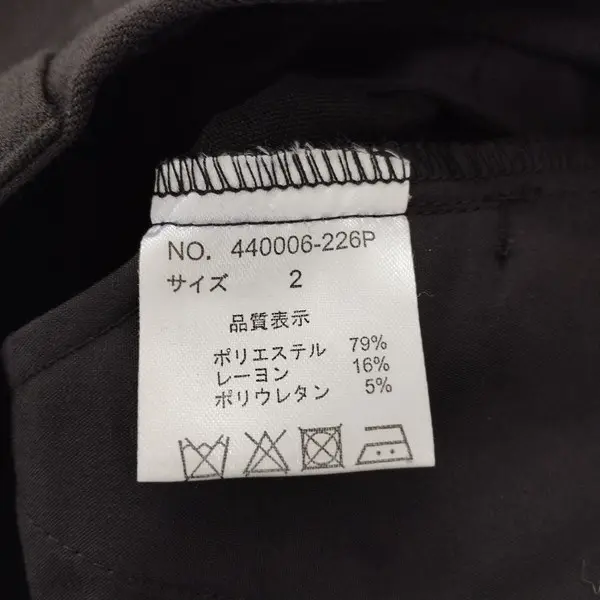 NO. 440006-226P
サイズ 2
品質表示
ポリエステル 79%
レーヨン 16%
ポリウレタン 5%